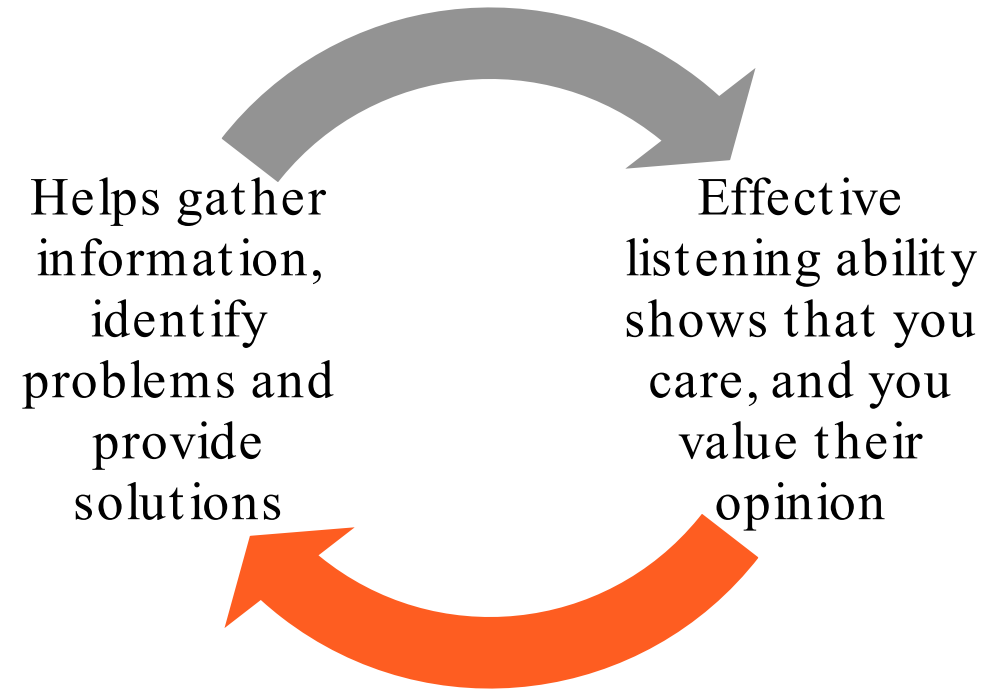 Helps gather
information,
identify
problems and
provide
solutions
Effective
listening ability
shows that you
care, and you
value their
opinion